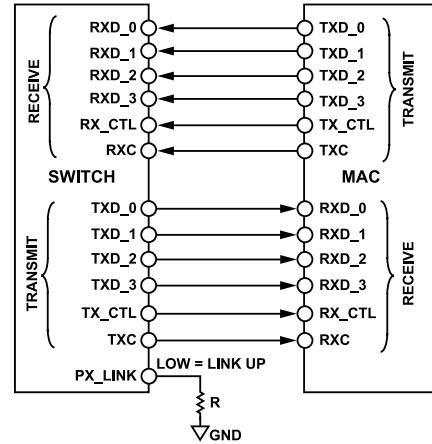 RXD_0 TXD_0
RXD_1 TXD_1
RXD_2 TXD_2
RXD_3 TXD_3
RX_CTL TX_CTL
RXC TXC
RECEIVE
TRANSMIT
SWITCH MAC
TXD_0 RXD_0
TXD_1 RXD_1
TXD_2 RXD_2
TXD_3 RXD_3
TX_CTL RX_CTL
TXC RXC
TRANSMIT
RECEIVE
PX_LINK
LOW = LINK UP
R
GND